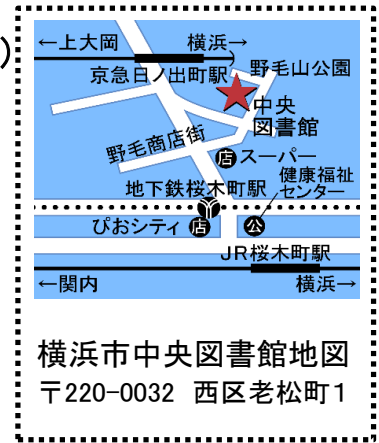 )
←上大岡 横浜→
京急日ノ出町駅
野毛山公園
中央
図書館
野毛商店街
店 スーパー
健康福祉
センター
地下鉄桜木町駅
ぴおシティ 店 公
JR桜木町駅
←関内 横浜→
横浜市中央図書館地図
〒220-0032 西区老松町1